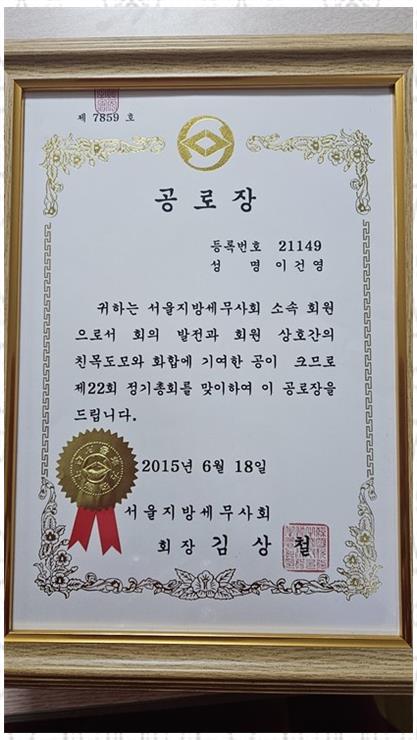 제 7859 호
공로장
등록번호 21149
성 명 이건영
귀하는 서울지방세무사회 소속 회원
으로서 회의 발전과 회원 상호간의
친목도모와 화합에 기여한 공이 크므로
제22회 정기총회를 맞이하여 이 공로장을
드립니다.
2015년 6월 18일
서울지방세무사회
회장 김상철